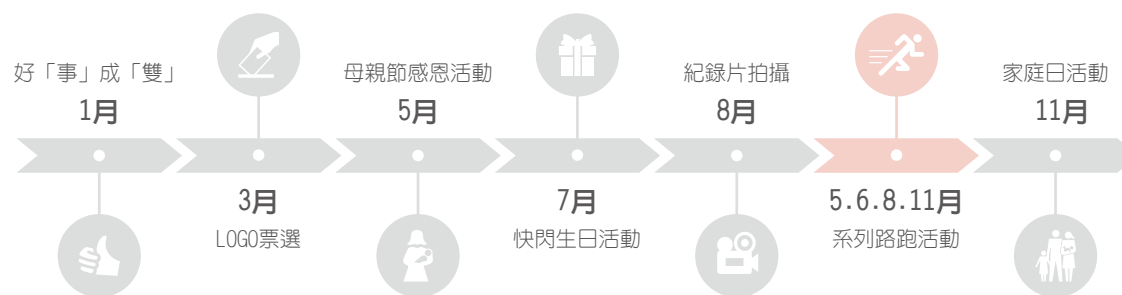 好「事」成「雙」
1月
3月
LOGO票選
母親節感恩活動
5月
7月
快閃生日活動
紀錄片拍攝
8月
5.6.8.11月
系列路跑活動
家庭日活動
11月